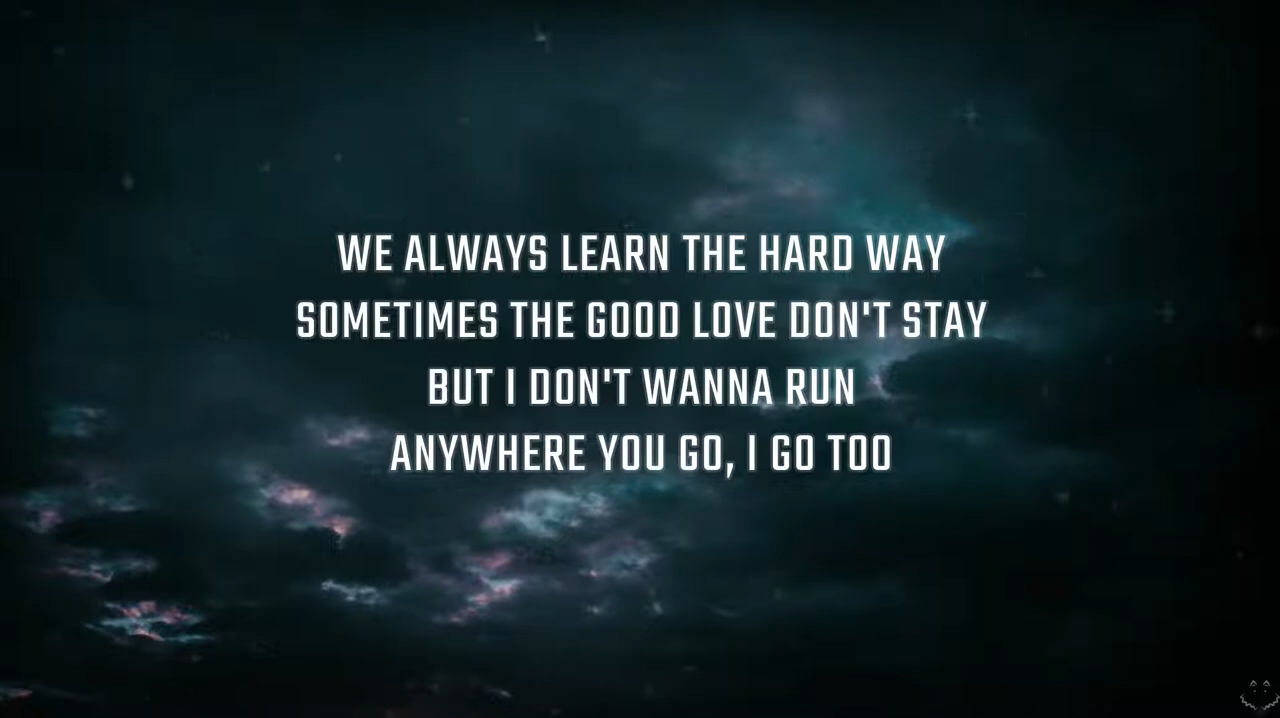 WE ALWAYS LEARN THE HARD WAY
SOMETIMES THE GOOD LOVE DON'T STAY
BUT I DON'T WANNA RUN
ANYWHERE YOU GO, I GO TOO